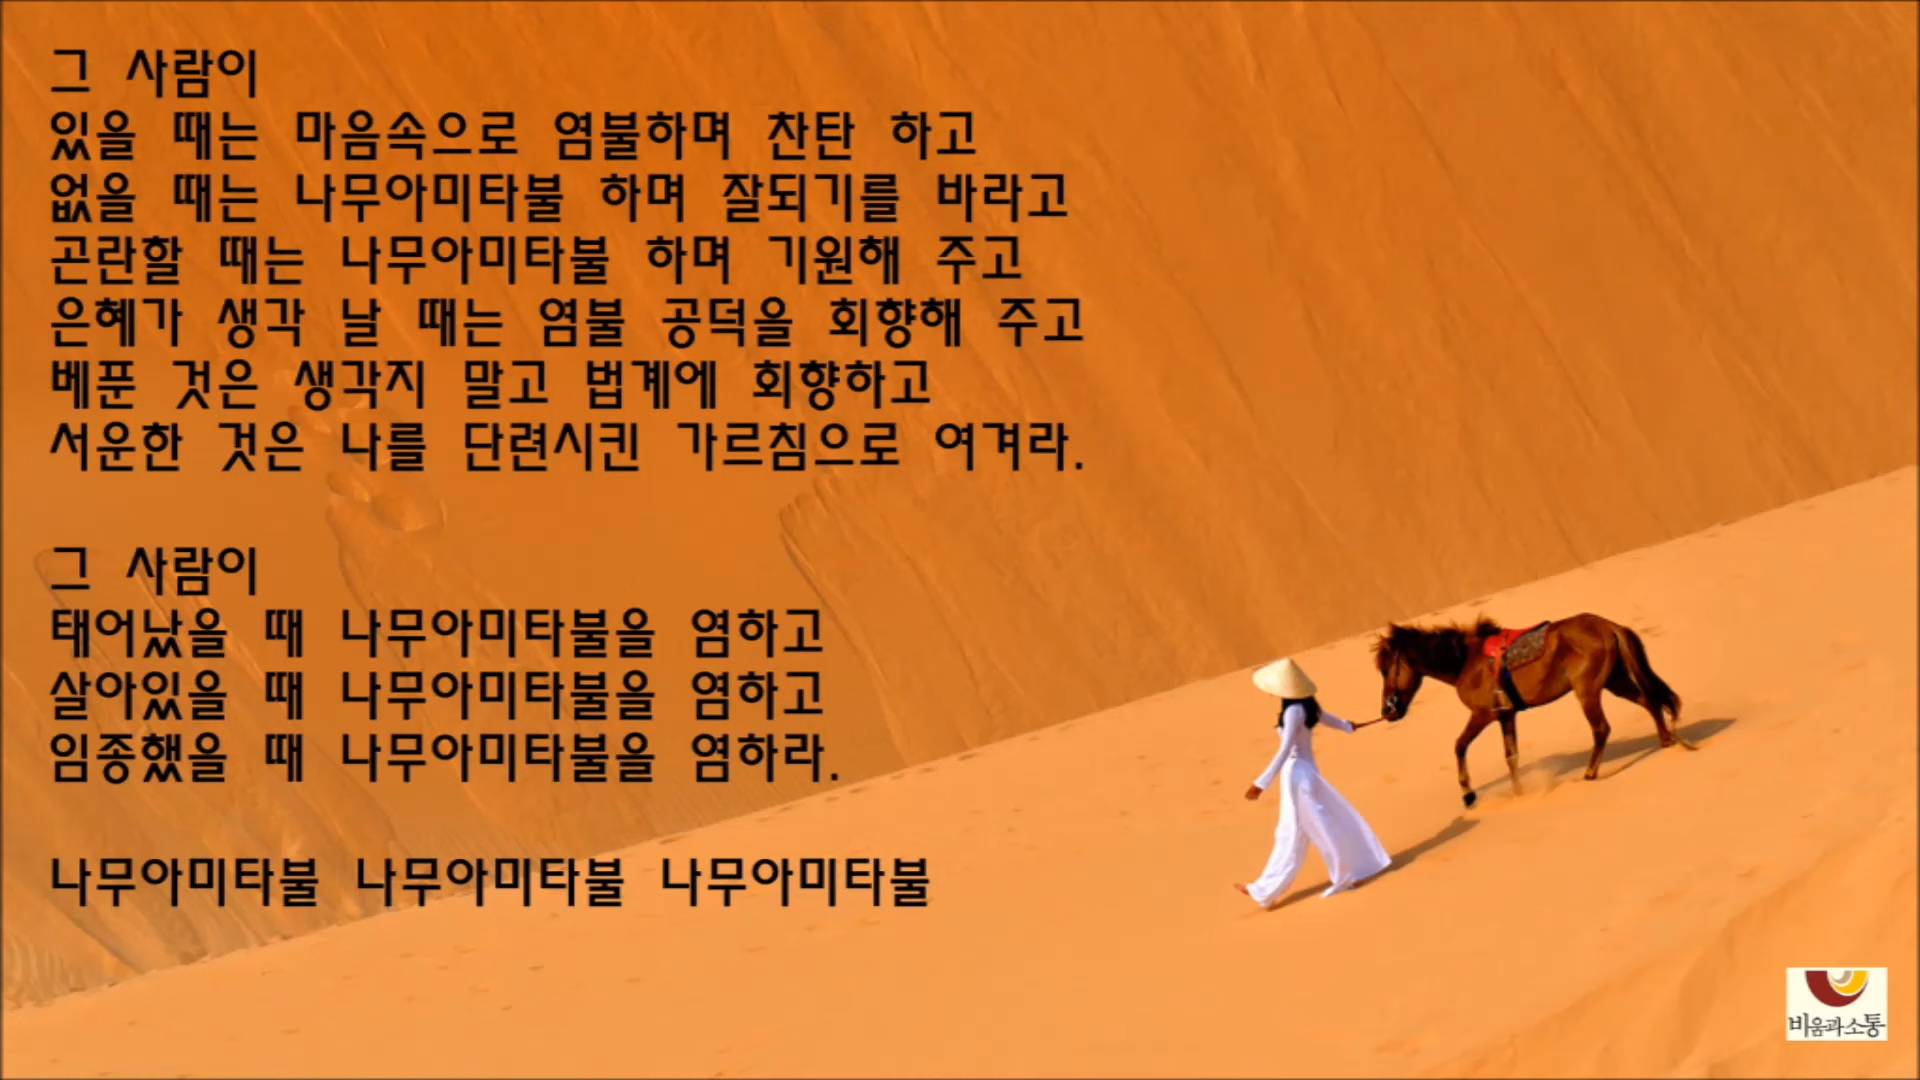 그 사람이
있을 때는 마음속으로 염불하며 찬탄 하고
없을 때는 나무아미타불 하며 잘되기를 바라고
곤란할 때는 나무아미타불 하며 기원해 주고
은혜가 생각 날 때는 염불 공덕을 회향해 주고
베푼 것은 생각지 말고 법계에 회향하고
서운한 것은 나를 단련시킨 가르침으로 여겨라.
그 사람이
태어났을 때 나무아미타불을 염하고
살아있을 때 나무아미타불을 염하고
임종했을 때 나무아미타불을 염하라.
나무아미타불 나무아미타불 나무아미타불
비움과소통